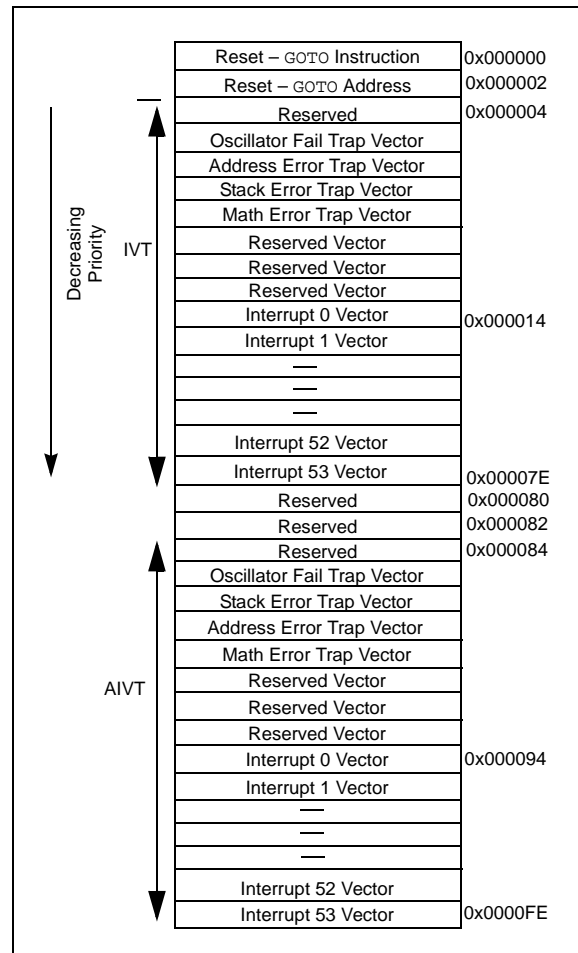 Reset – GOTO Instruction 0x000000
Reset – GOTO Address 0x000002
Reserved 0x000004
Oscillator Fail Trap Vector
Address Error Trap Vector
Stack Error Trap Vector
Math Error Trap Vector
Decreasing
Priority
IVT
Reserved Vector
Reserved Vector
Reserved Vector
Interrupt 0 Vector 0x000014
Interrupt 1 Vector
—
—
—
Interrupt 52 Vector
Interrupt 53 Vector 0x00007E
Reserved 0x000080
Reserved 0x000082
Reserved 0x000084
Oscillator Fail Trap Vector
Stack Error Trap Vector
Address Error Trap Vector
Math Error Trap Vector
AIVT
Reserved Vector
Reserved Vector
Reserved Vector
Interrupt 0 Vector 0x000094
Interrupt 1 Vector
—
—
—
Interrupt 52 Vector
Interrupt 53 Vector 0x0000FE